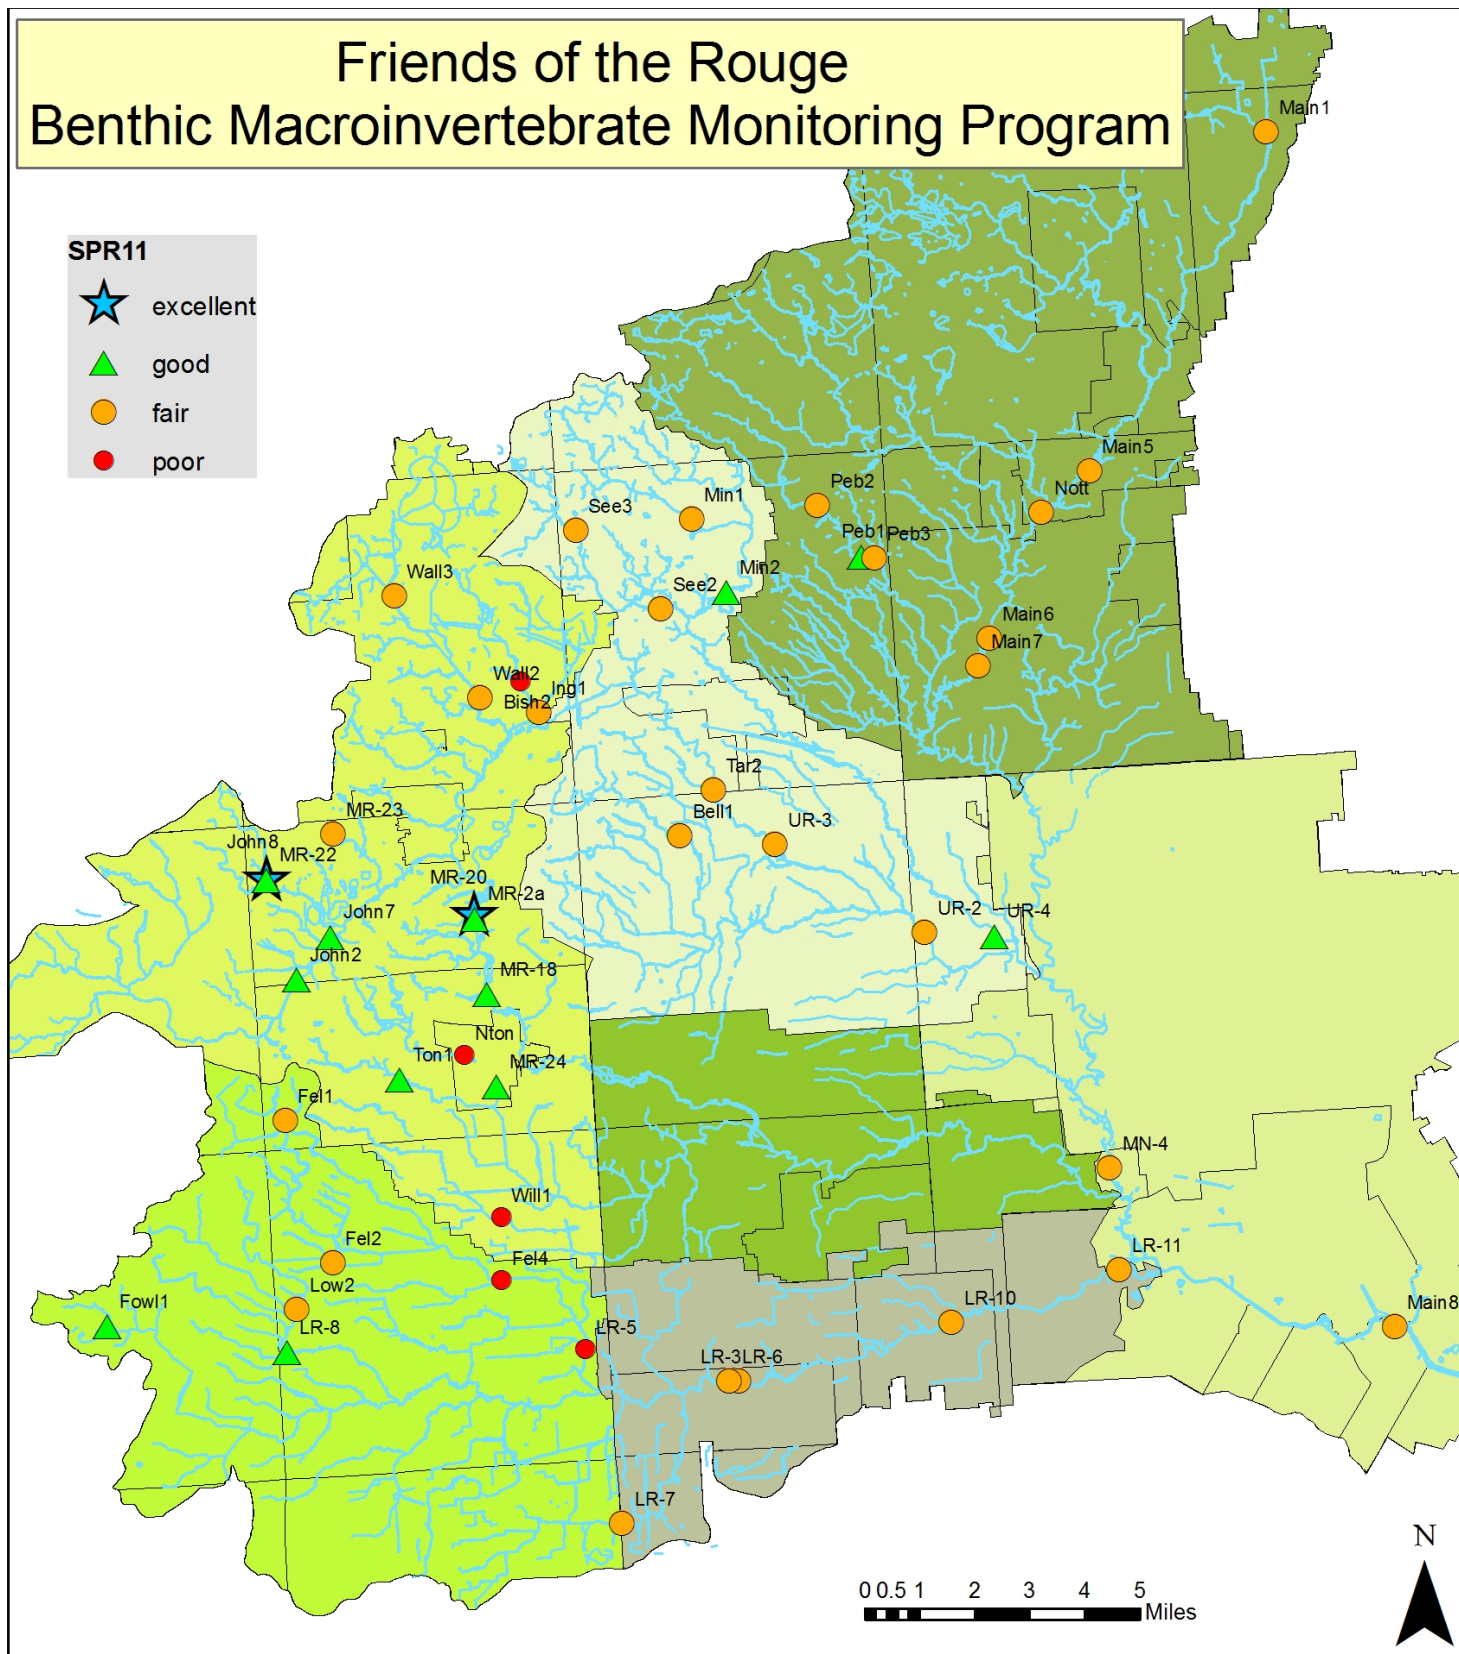 Friends of the Rouge
Benthic Macroinvertebrate Monitoring Program
SPR11
excellent
good
fair
poor
Main1
Main5
Nott
Peb2
Peb1
Peb3
Min1
See3
Min2
See2
Wall3
Main6
Main7
Wall2
Ing1
Bish2
Tar2
Bell1
UR-3
MR-23
John8
MR-22
MR-20
MR-2a
John7
John2
UR-2
UR-4
MR-18
Nton
Ton1
MR-24
Fel1
MN-4
Will1
Fel2
Fel4
LR-11
Low2
Fowl1
LR-8
LR-5
LR-10
Main8
LR-3
LR-6
LR-7
N
0 0.5 1 2 3 4 5
Miles